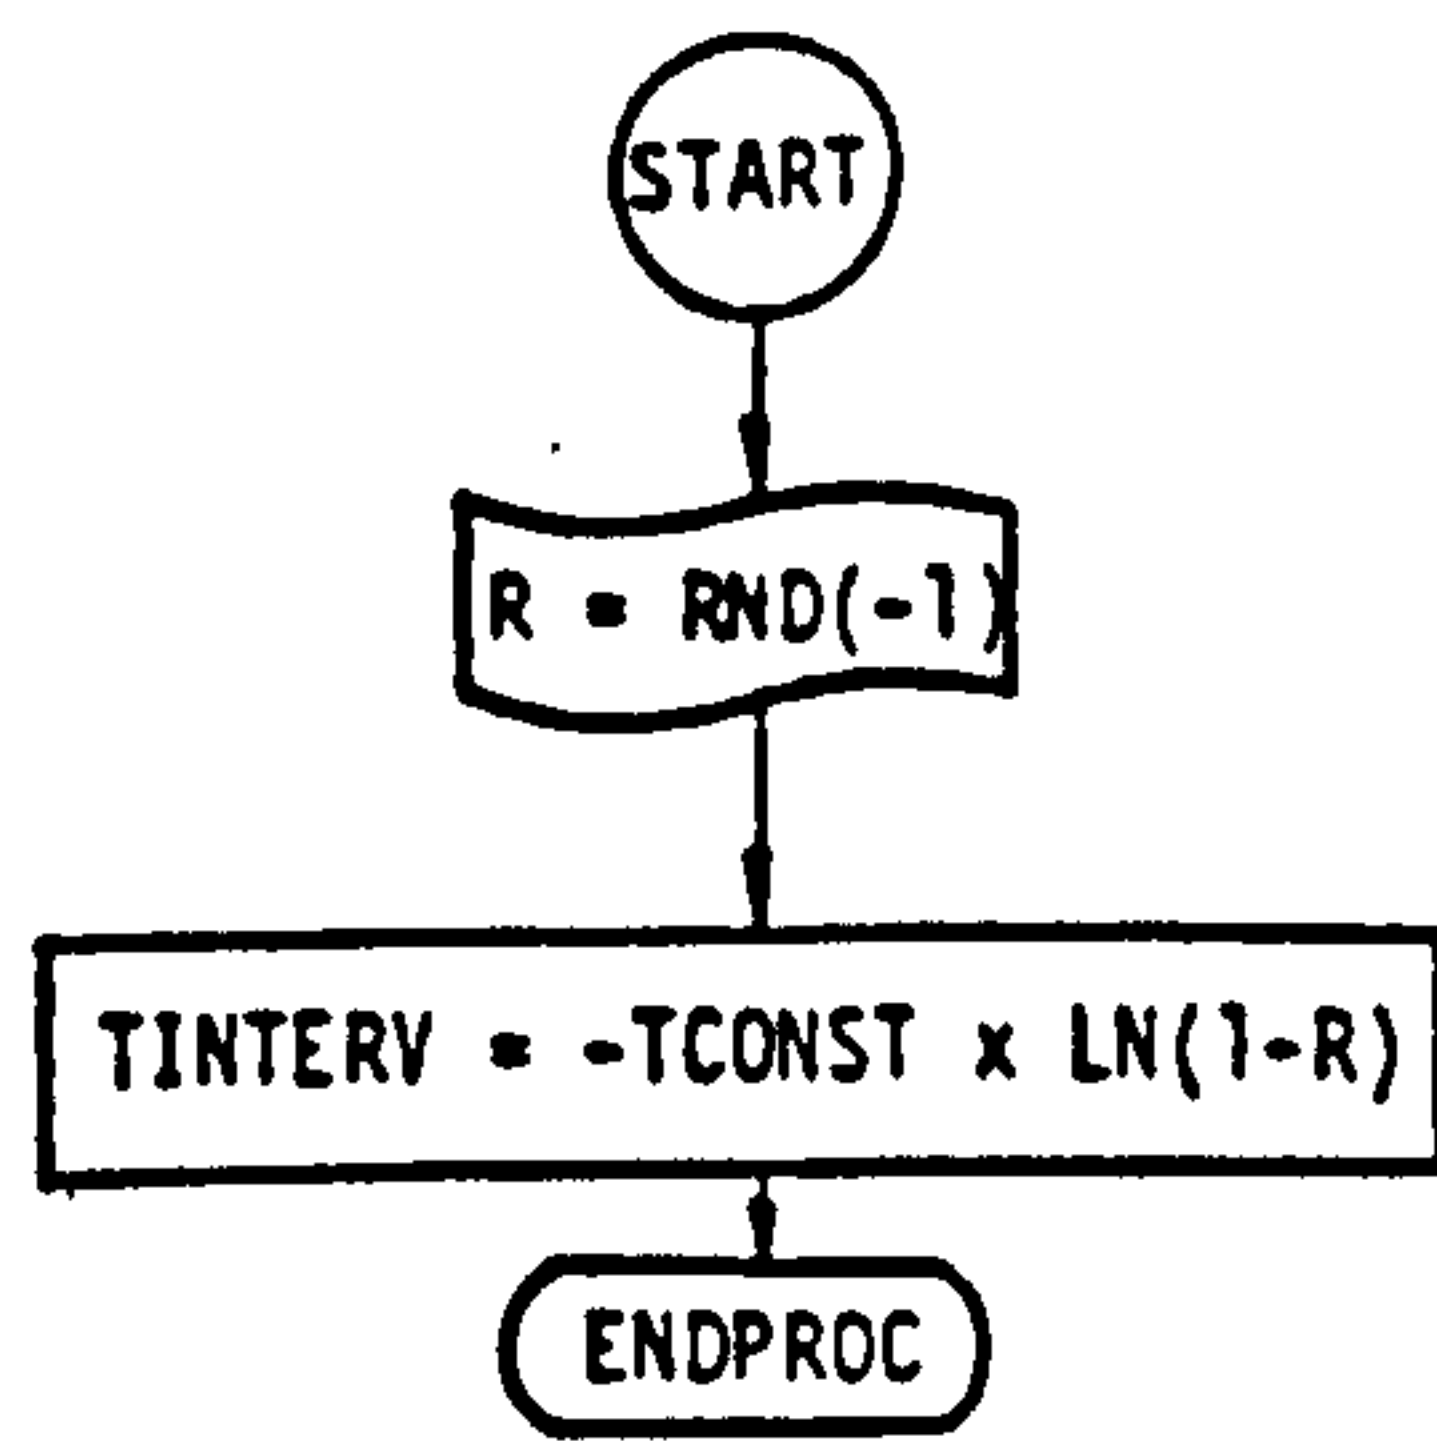 START
R = RND(-1)
TINTERV = -TCONST x LN(1-R)
ENDPROC